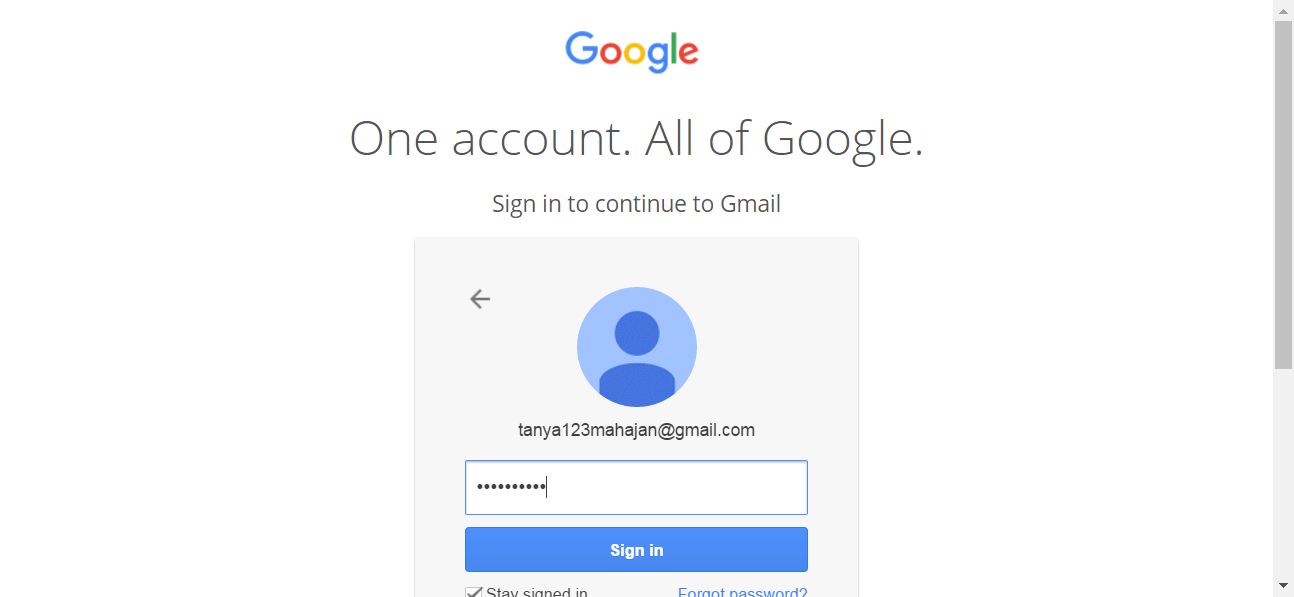 Google
One account. All of Google.
Sign in to continue to Gmail
tanya123mahajan@gmail.com
••••••••••
Sign in
Stay signed in
Forgot password?